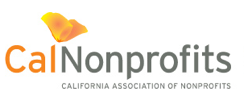 CalNonprofits
CALIFORNIA ASSOCIATION OF NONPROFITS